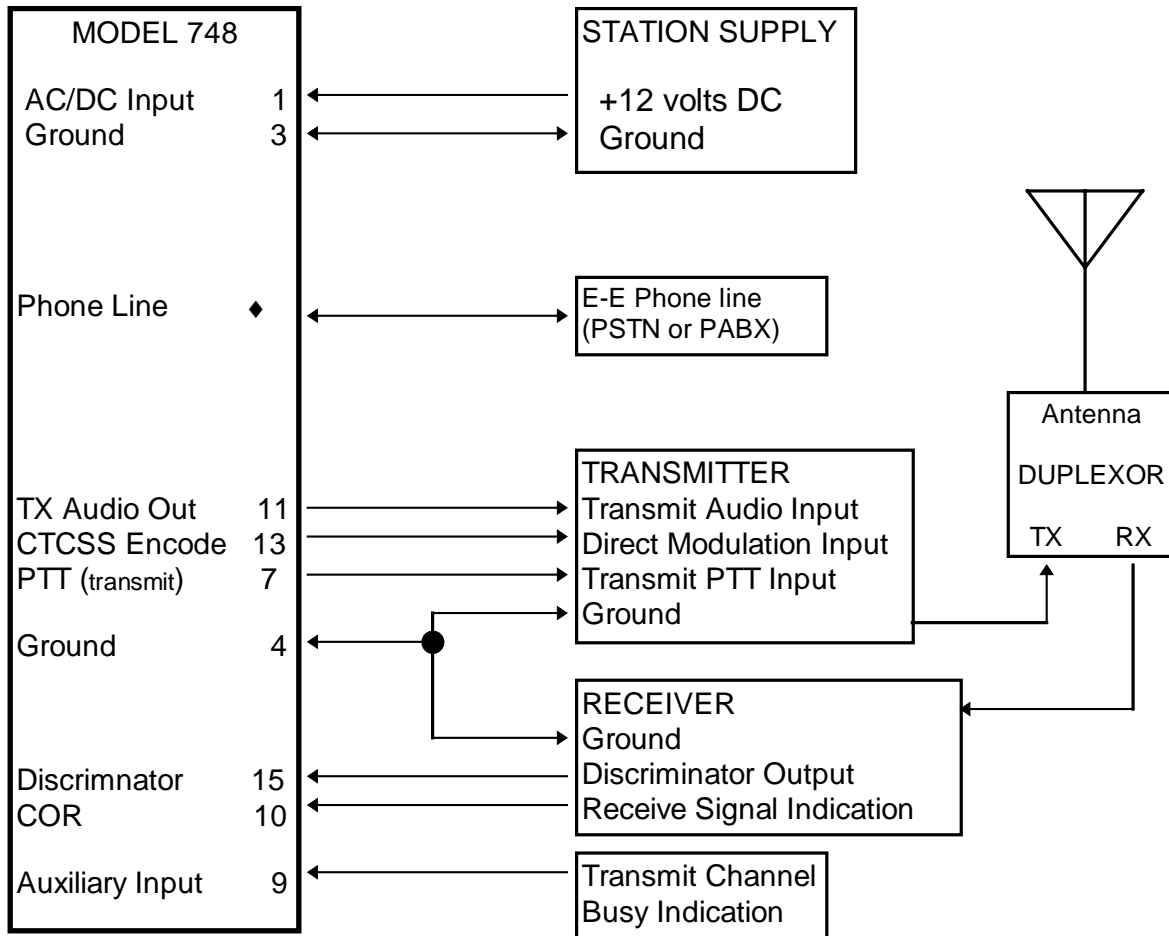 MODEL 748
AC/DC Input 1
Ground 3
Phone Line ♦
TX Audio Out 11
CTCSS Encode 13
PTT (transmit) 7
Ground 4
Discrimnator 15
COR 10
Auxiliary Input 9
STATION SUPPLY
+12 volts DC
Ground
E-E Phone line
(PSTN or PABX)
TRANSMITTER
Transmit Audio Input
Direct Modulation Input
Transmit PTT Input
Ground
RECEIVER
Ground
Discriminator Output
Receive Signal Indication
Transmit Channel
Busy Indication
Antenna
DUPLEXOR
TX RX